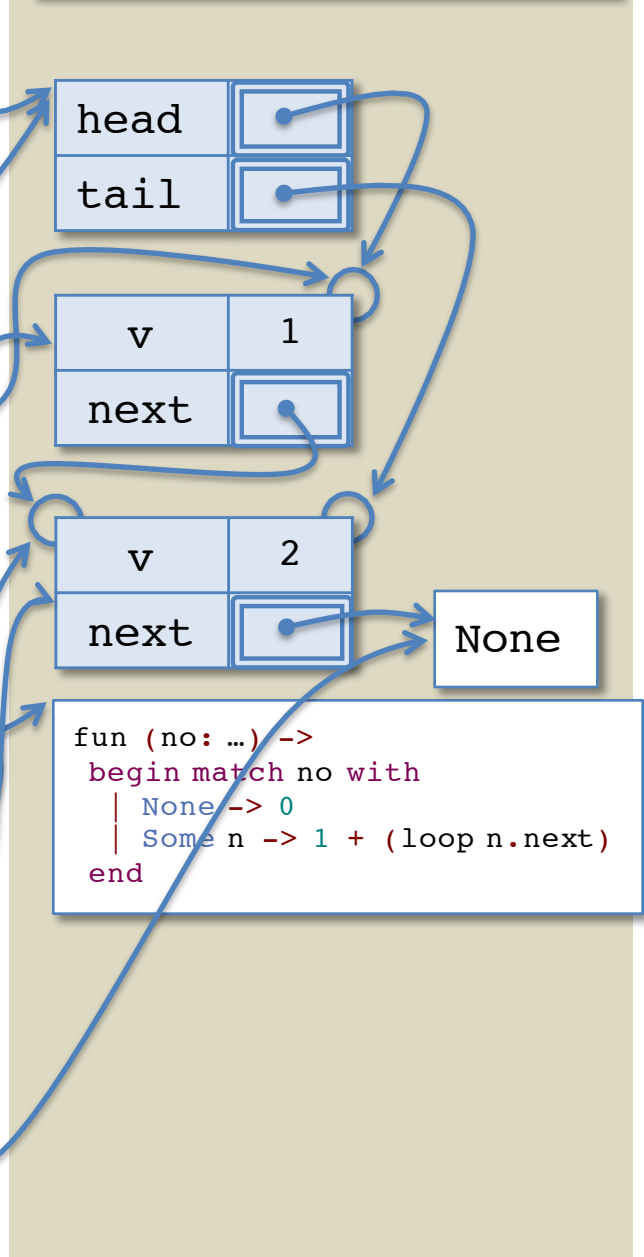 head
tail
v 1
next
v 2
next
None
fun (no: …) ->
begin match no with
| None -> 0
| Some n -> 1 + (loop n.next)
end